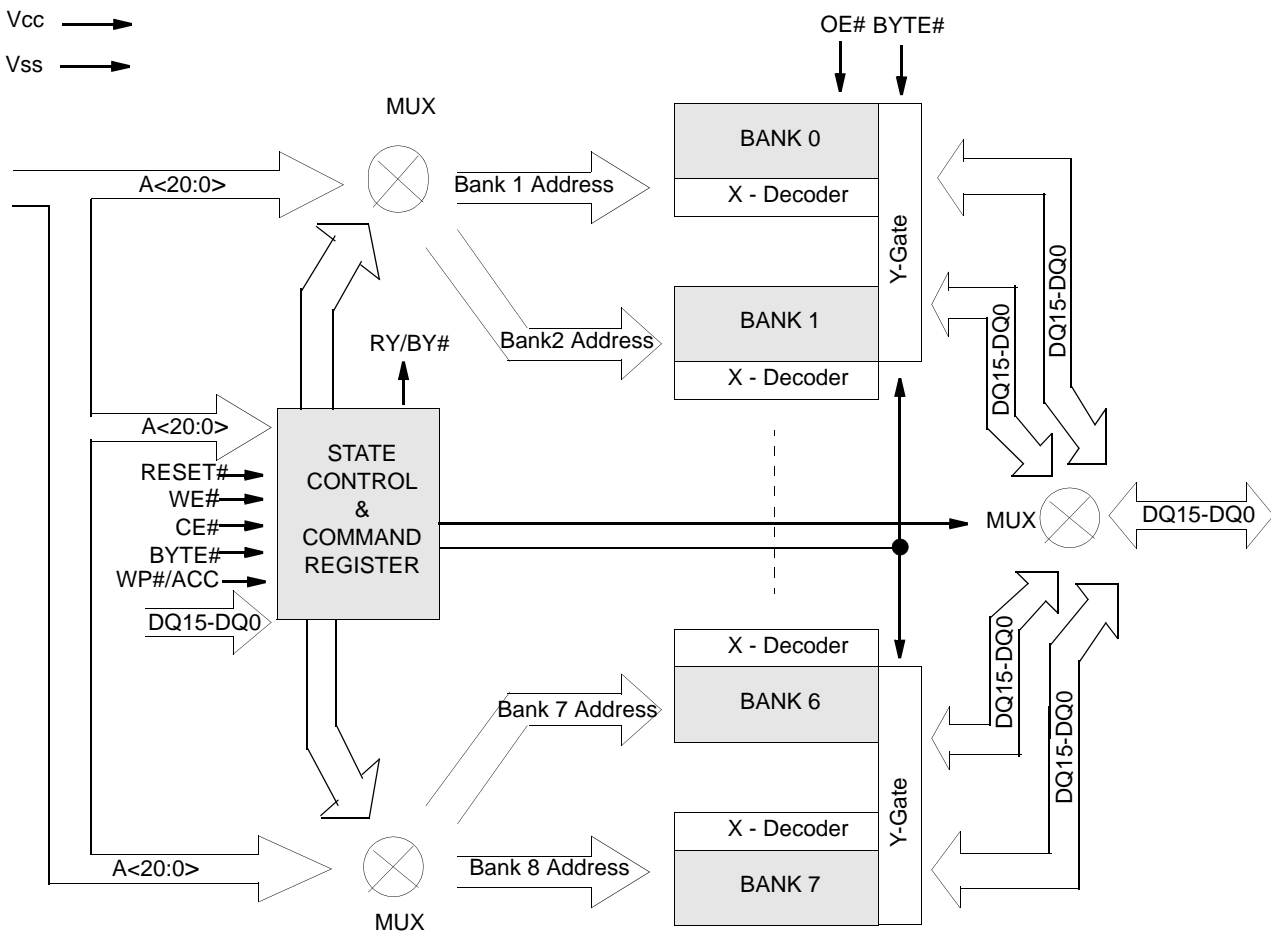 Vcc
Vss
OE# BYTE#
MUX
BANK 0
A<20:0>
Bank 1 Address
X - Decoder
Y-Gate
DQ15-DQ0
DQ15-DQ0
BANK 1
Bank2 Address
RY/BY#
X - Decoder
A<20:0>
STATE
CONTROL
&
COMMAND
REGISTER
RESET#
WE#
CE#
BYTE#
WP#/ACC
DQ15-DQ0
MUX
DQ15-DQ0
X - Decoder
BANK 6
Bank 7 Address
DQ15-DQ0
DQ15-DQ0
Y-Gate
X - Decoder
A<20:0>
Bank 8 Address
BANK 7
MUX